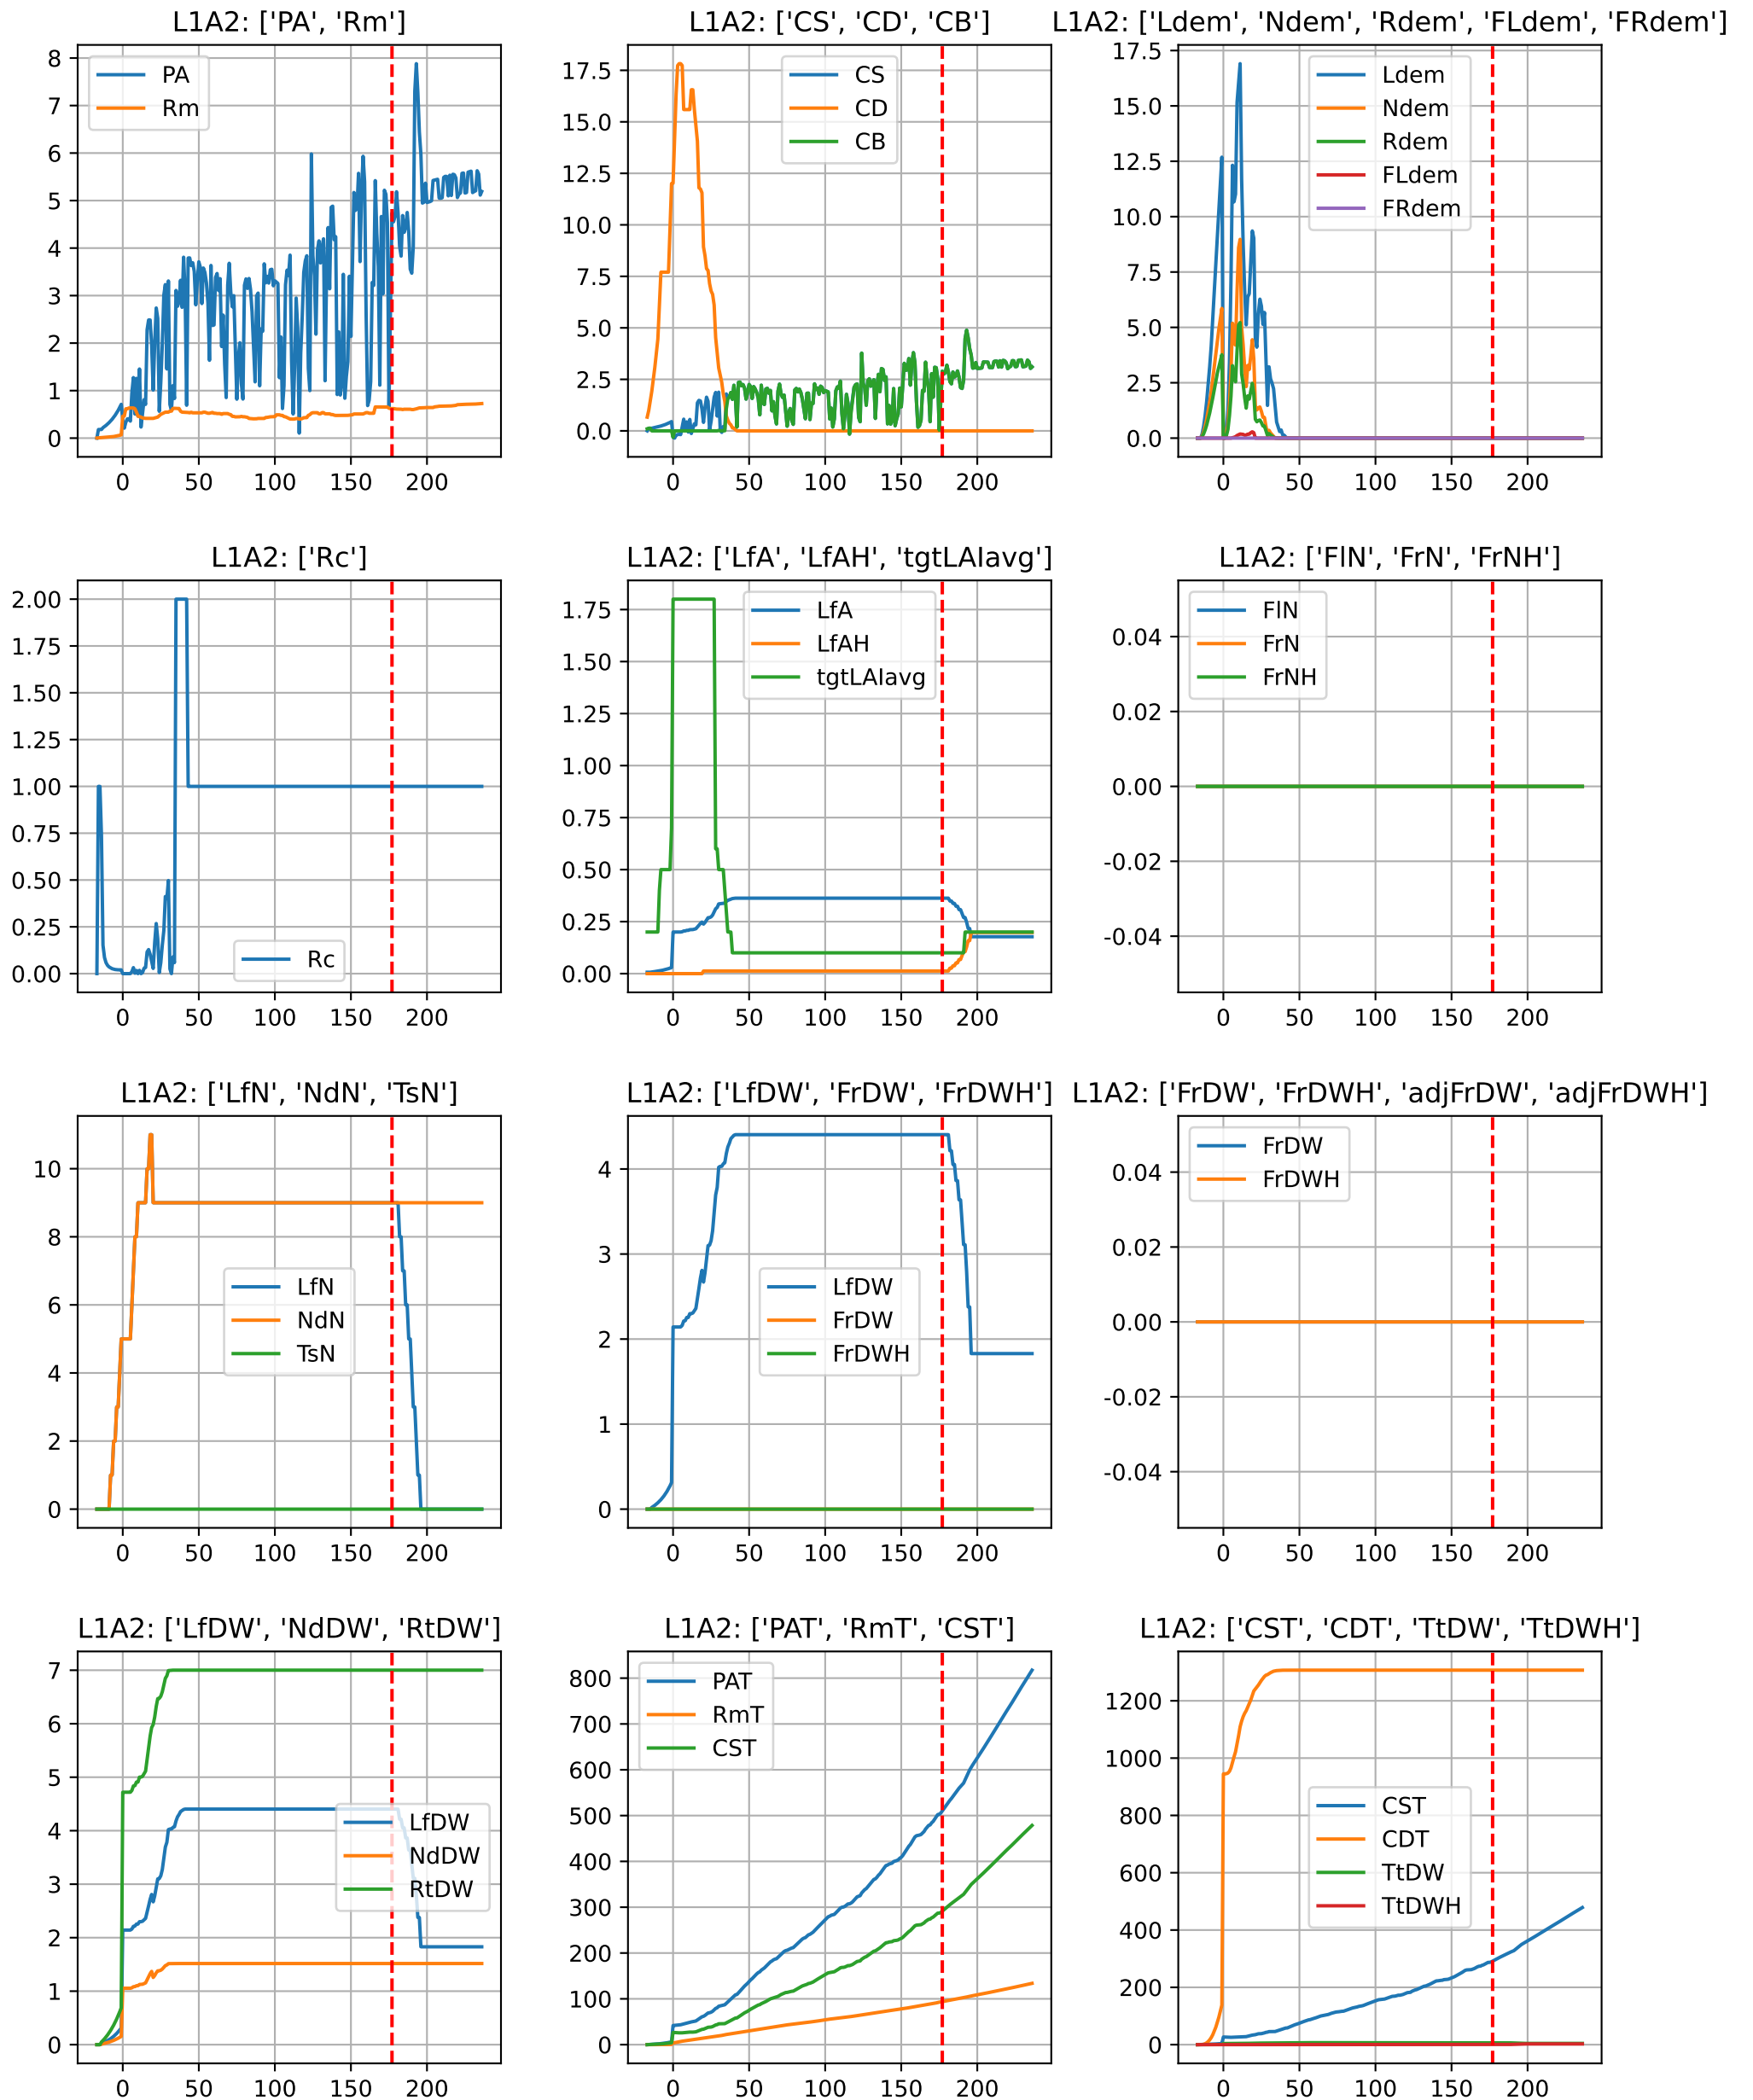 L1A2: ['PA', 'Rm']
8
7
6
5
4
3
2
1
0
0 50 100 150 200
PA
Rm
L1A2: ['CS', 'CD', 'CB']
17.5
15.0
12.5
10.0
7.5
5.0
2.5
0.0
0 50 100 150 200
CS
CD
CB
L1A2: ['Ldem', 'Ndem', 'Rdem', 'FLdem', 'FRdem']
17.5
15.0
12.5
10.0
7.5
5.0
2.5
0.0
0 50 100 150 200
Ldem
Ndem
Rdem
FLdem
FRdem
L1A2: ['Rc']
2.00
1.75
1.50
1.25
1.00
0.75
0.50
0.25
0.00
0 50 100 150 200
Rc
L1A2: ['LfA', 'LfAH', 'tgtLAIavg']
1.75
1.50
1.25
1.00
0.75
0.50
0.25
0.00
0 50 100 150 200
LfA
LfAH
tgtLAIavg
L1A2: ['FlN', 'FrN', 'FrNH']
0.04
0.02
0.00
-0.02
-0.04
0 50 100 150 200
FlN
FrN
FrNH
L1A2: ['LfN', 'NdN', 'TsN']
10
8
6
4
2
0
0 50 100 150 200
LfN
NdN
TsN
L1A2: ['LfDW', 'FrDW', 'FrDWH']
4
3
2
1
0
0 50 100 150 200
LfDW
FrDW
FrDWH
L1A2: ['FrDW', 'FrDWH', 'adjFrDW', 'adjFrDWH']
0.04
0.02
0.00
-0.02
-0.04
0 50 100 150 200
FrDW
FrDWH
L1A2: ['LfDW', 'NdDW', 'RtDW']
7
6
5
4
3
2
1
0
0 50 100 150 200
LfDW
NdDW
RtDW
L1A2: ['PAT', 'RmT', 'CST']
800
700
600
500
400
300
200
100
0
0 50 100 150 200
PAT
RmT
CST
L1A2: ['CST', 'CDT', 'TtDW', 'TtDWH']
1200
1000
800
600
400
200
0
0 50 100 150 200
CST
CDT
TtDW
TtDWH